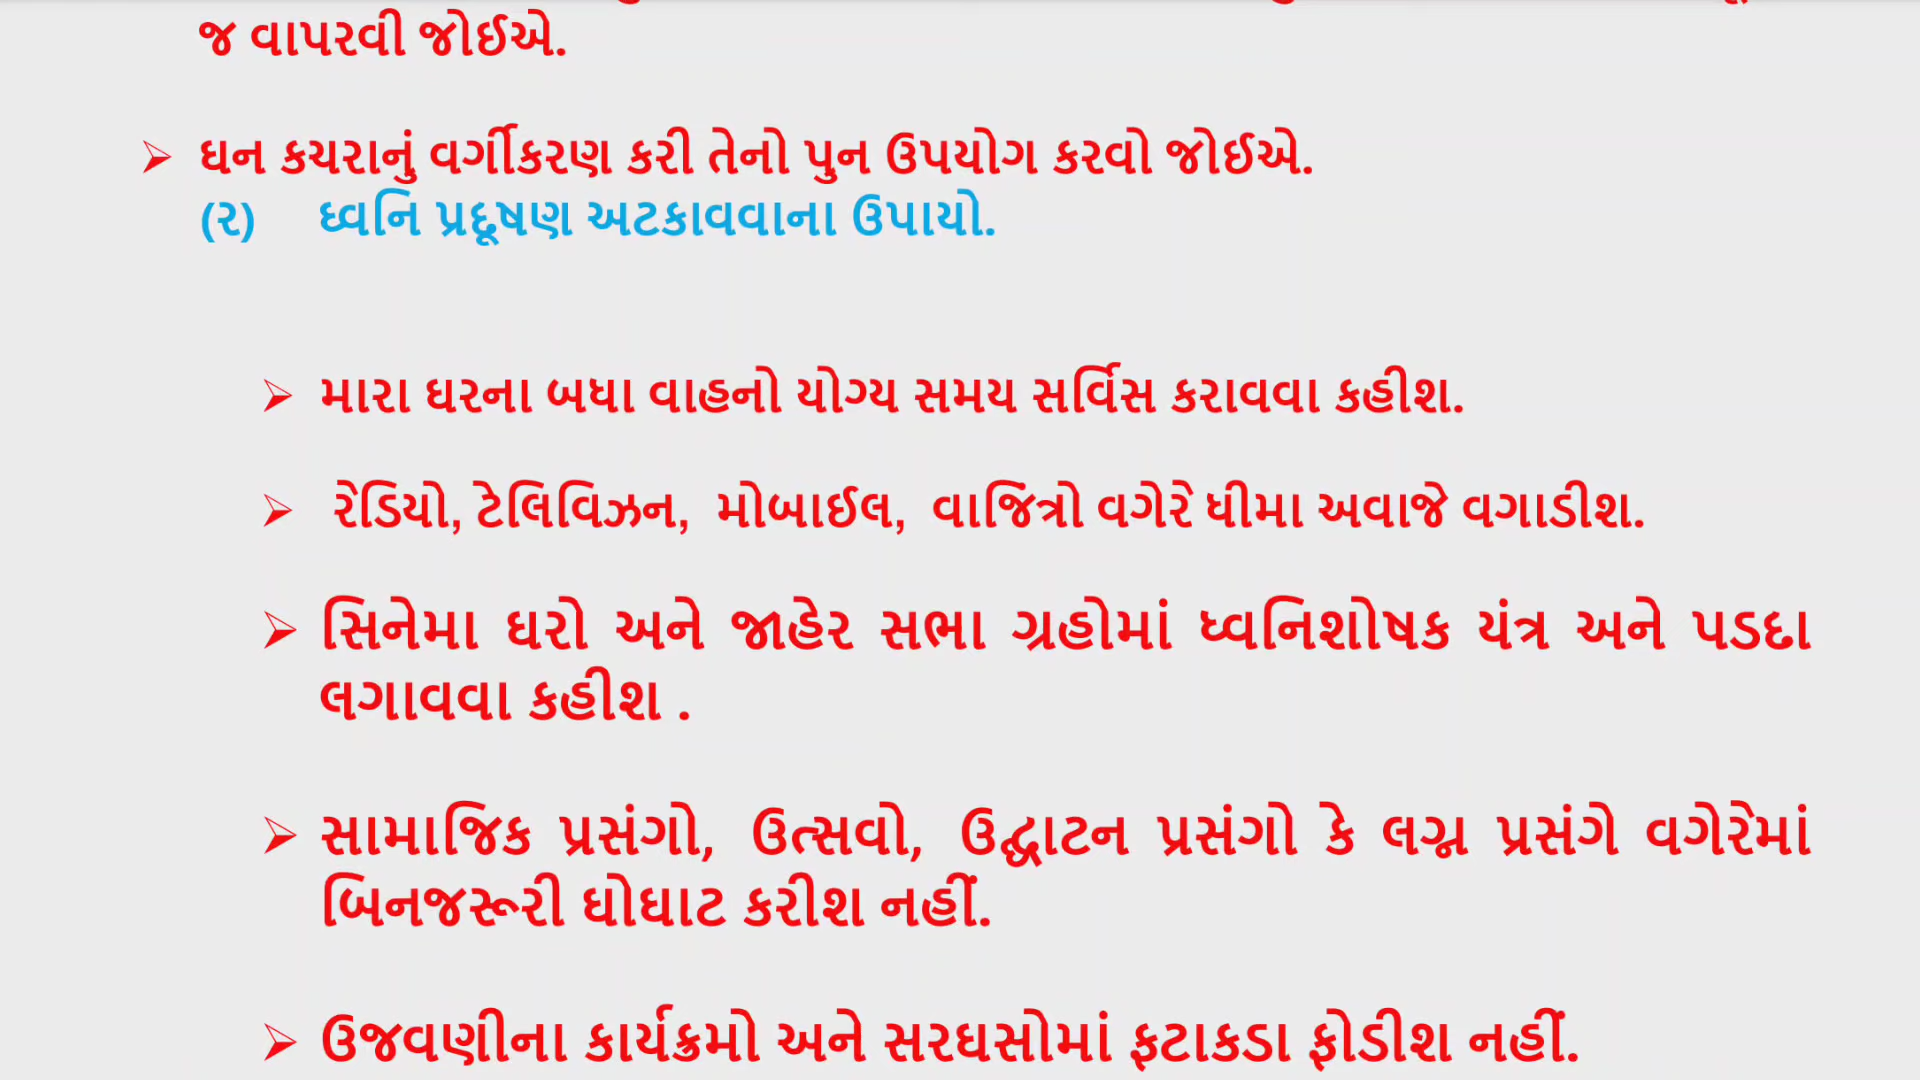 જ વાપરવી જોઈએ.
➢ ઘન કચરાનું વર્ગીકરણ કરી તેનો પુન ઉપયોગ કરવો જોઈએ.
(ર) ધ્વનિ પ્રદૂષણ અટકાવવાના ઉપાયો.
➢ મારા ઘરના બધા વાહનો યોગ્ય સમય સર્વિસ કરાવવા કહીશ.
➢ રેડિયો, ટેલિવિઝન, મોબાઈલ, વાજિંત્રો વગેરે ધીમા અવાજે વગાડીશ.
➢ સિનેમા ઘરો અને જાહેર સભા ગ્રહોમાં ધ્વનિશોષક યંત્ર અને પડદા
લગાવવા કહીશ .
➢ સામાજિક પ્રસંગો, ઉત્સવો, ઉદ્ઘાટન પ્રસંગો કે લગ્ન પ્રસંગે વગેરેમાં
બિનજરૂરી ઘોઘાટ કરીશ નહીં.
➢ ઉજવણીના કાર્યક્રમો અને સરઘસોમાં ફટાકડા ફોડીશ નહીં.